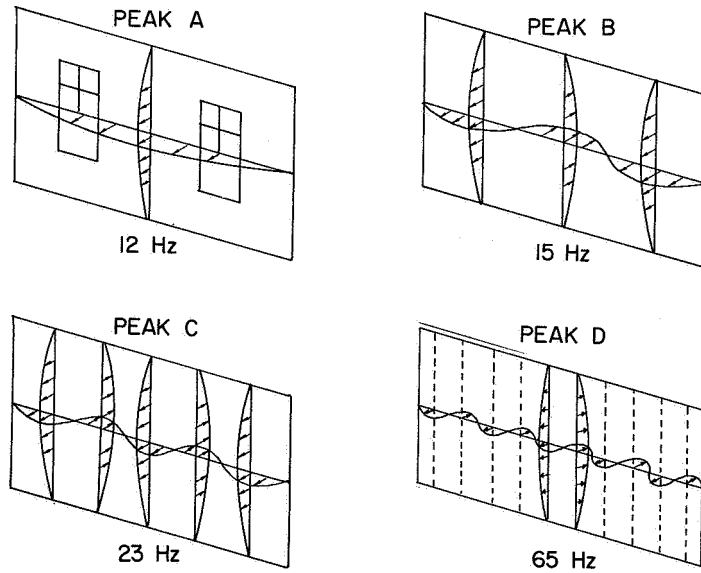 PEAK A
12 Hz
PEAK B
15 Hz
PEAK C
23 Hz
PEAK D
65 Hz